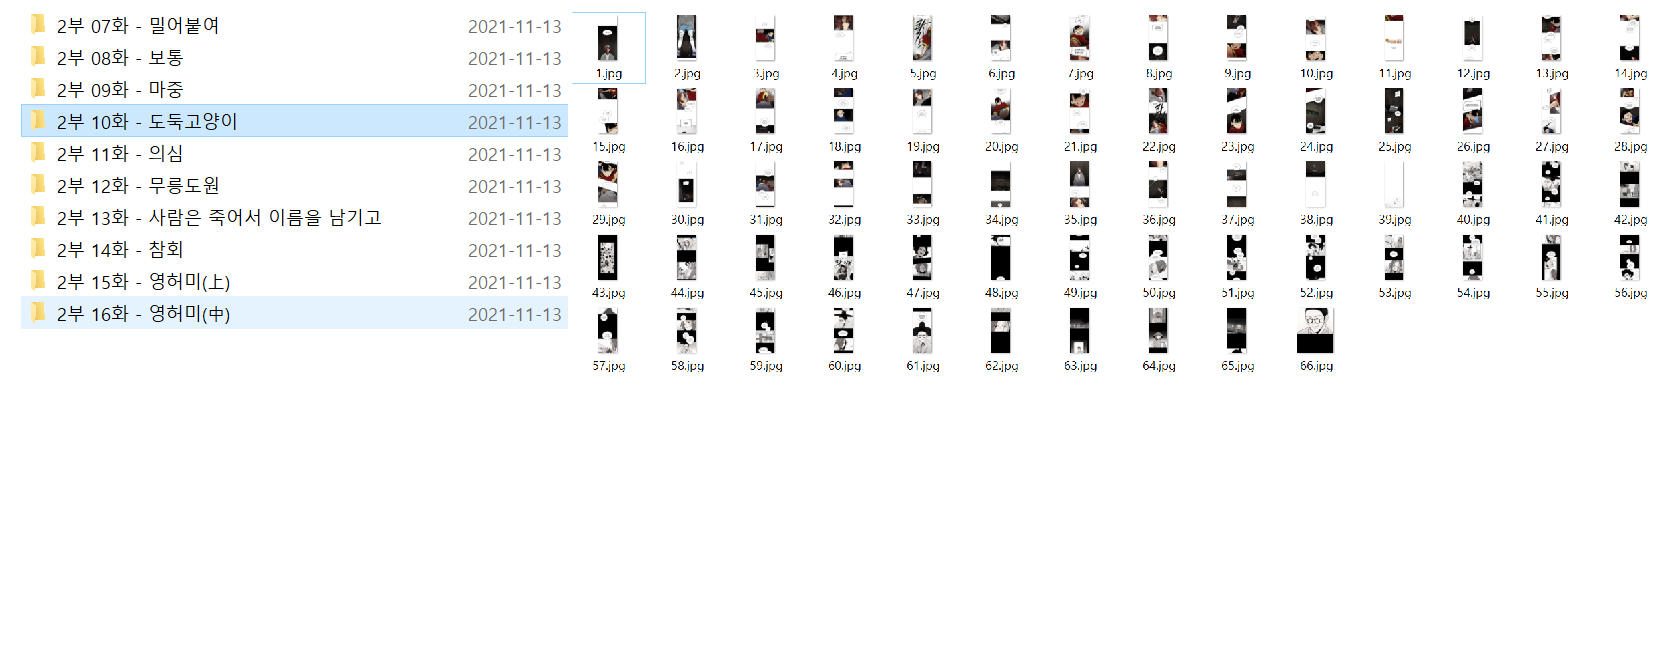 2부 07화 - 밀어붙여 2021-11-13
2부 08화 - 보통 2021-11-13
2부 09화 - 마중 2021-11-13
2부 10화 - 도둑고양이 2021-11-13
2부 11화 - 의심 2021-11-13
2부 12화 - 무릉도원 2021-11-13
2부 13화 - 사람은 죽어서 이름을 남기고 2021-11-13
2부 14화 - 참회 2021-11-13
2부 15화 - 영허미(上) 2021-11-13
2부 16화 - 영허미(中) 2021-11-13
1.jpg 2.jpg 3.jpg 4.jpg 5.jpg 6.jpg 7.jpg 8.jpg 9.jpg 10.jpg 11.jpg 12.jpg 13.jpg 14.jpg
15.jpg 16.jpg 17.jpg 18.jpg 19.jpg 20.jpg 21.jpg 22.jpg 23.jpg 24.jpg 25.jpg 26.jpg 27.jpg 28.jpg
29.jpg 30.jpg 31.jpg 32.jpg 33.jpg 34.jpg 35.jpg 36.jpg 37.jpg 38.jpg 39.jpg 40.jpg 41.jpg 42.jpg
43.jpg 44.jpg 45.jpg 46.jpg 47.jpg 48.jpg 49.jpg 50.jpg 51.jpg 52.jpg 53.jpg 54.jpg 55.jpg 56.jpg
57.jpg 58.jpg 59.jpg 60.jpg 61.jpg 62.jpg 63.jpg 64.jpg 65.jpg 66.jpg